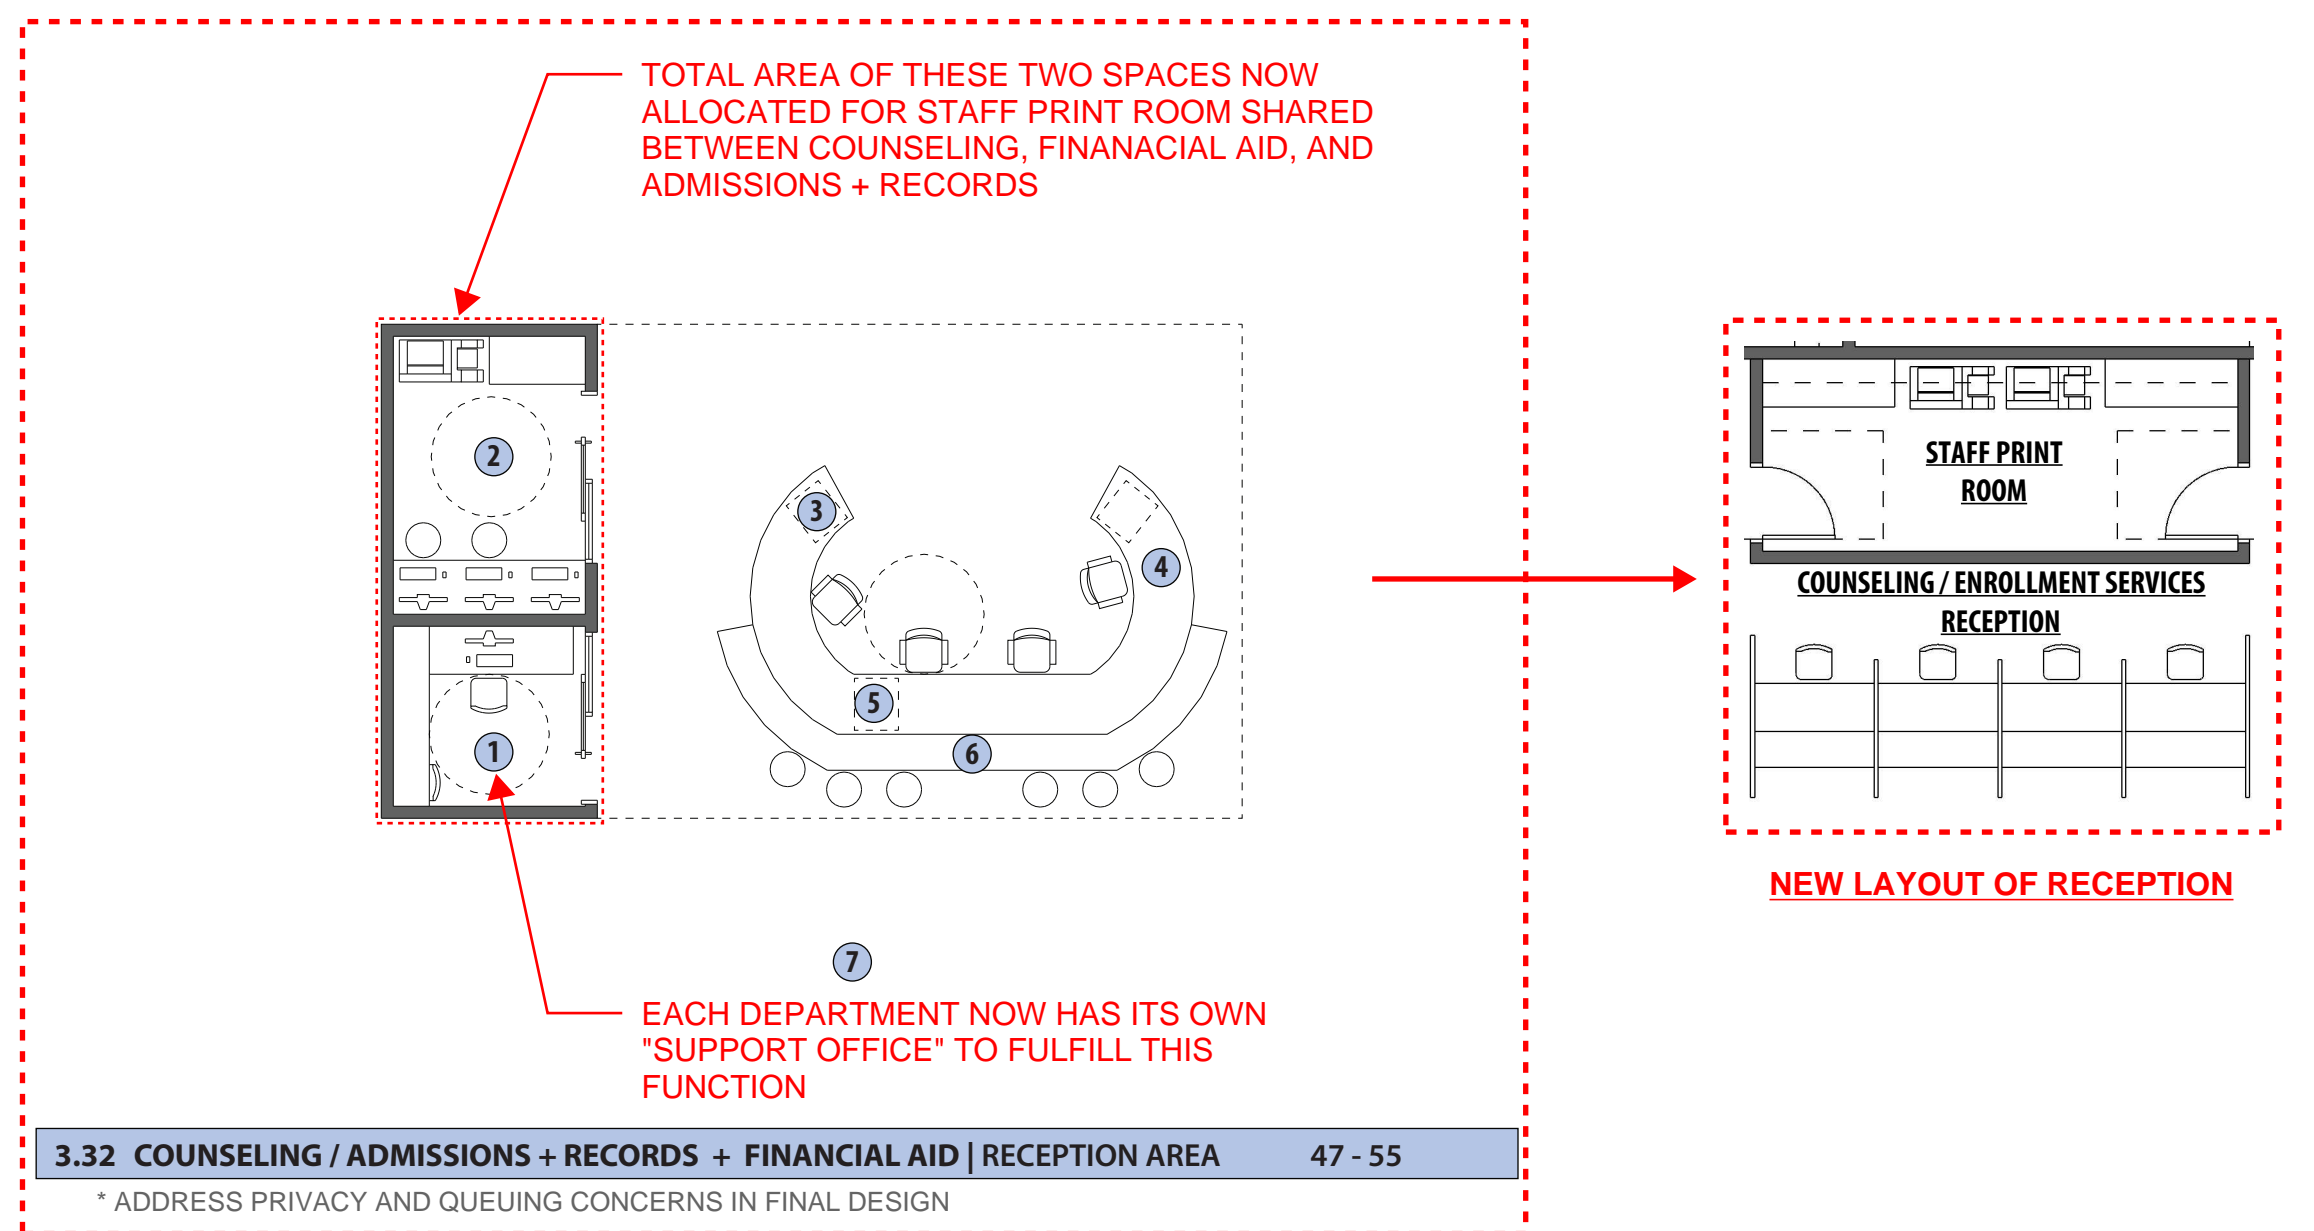 TOTAL AREA OF THESE TWO SPACES NOW
ALLOCATED FOR STAFF PRINT ROOM SHARED
BETWEEN COUNSELING, FINANACIAL AID, AND
ADMISSIONS + RECORDS
2
3
4
5
6
1
7
EACH DEPARTMENT NOW HAS ITS OWN
"SUPPORT OFFICE" TO FULFILL THIS
FUNCTION
STAFF PRINT
ROOM
COUNSELING / ENROLLMENT SERVICES
RECEPTION
NEW LAYOUT OF RECEPTION
3.32 COUNSELING / ADMISSIONS + RECORDS + FINANCIAL AID | RECEPTION AREA 47 - 55
* ADDRESS PRIVACY AND QUEUING CONCERNS IN FINAL DESIGN